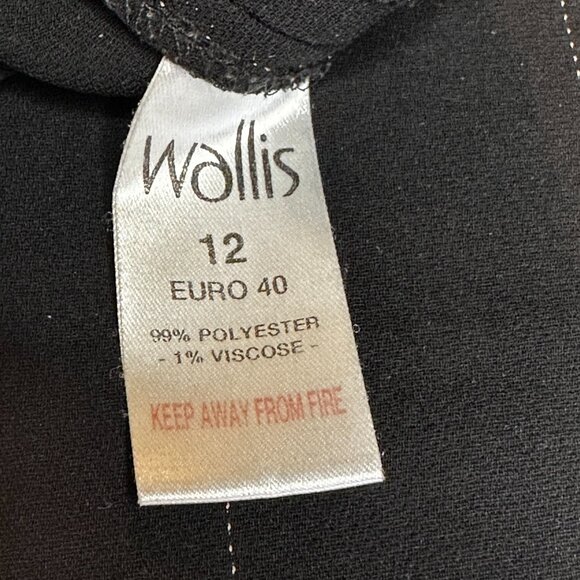 Wallis
12
EURO 40
99% POLYESTER
- 1% VISCOSE -
KEEP AWAY FROM FIRE